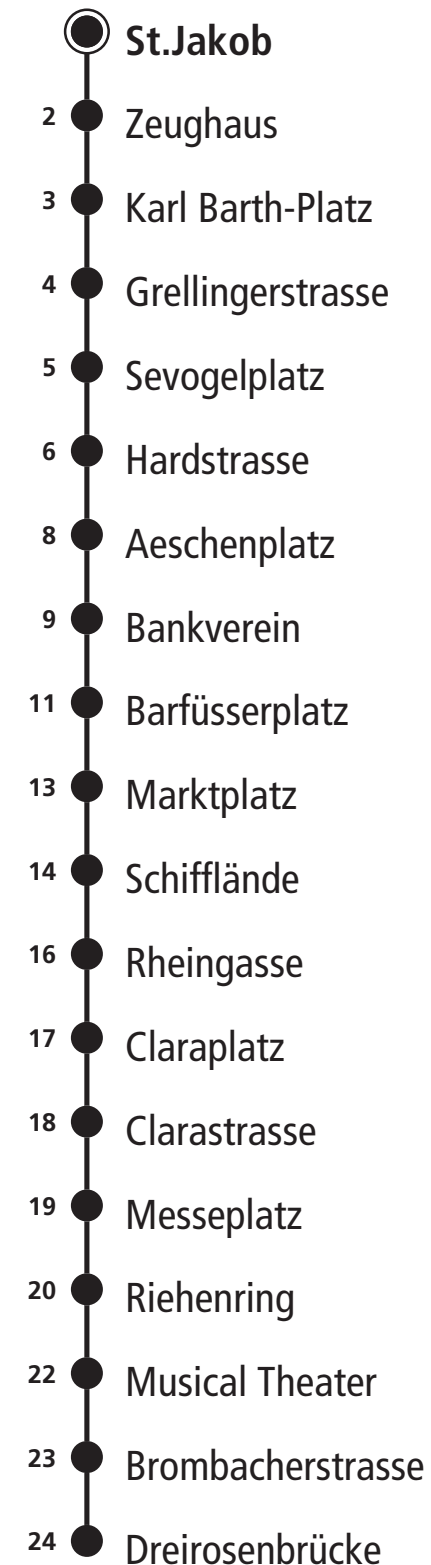 St.Jakob
2 Zeughaus
3 Karl Barth-Platz
4 Grellingerstrasse
5 Sevogelplatz
6 Hardstrasse
8 Aeschenplatz
9 Bankverein
11 Barfüsserplatz
13 Marktplatz
14 Schifflände
16 Rheingasse
17 Claraplatz
18 Clarastrasse
19 Messeplatz
20 Riehenring
22 Musical Theater
23 Brombacherstrasse
24 Dreirosenbrücke